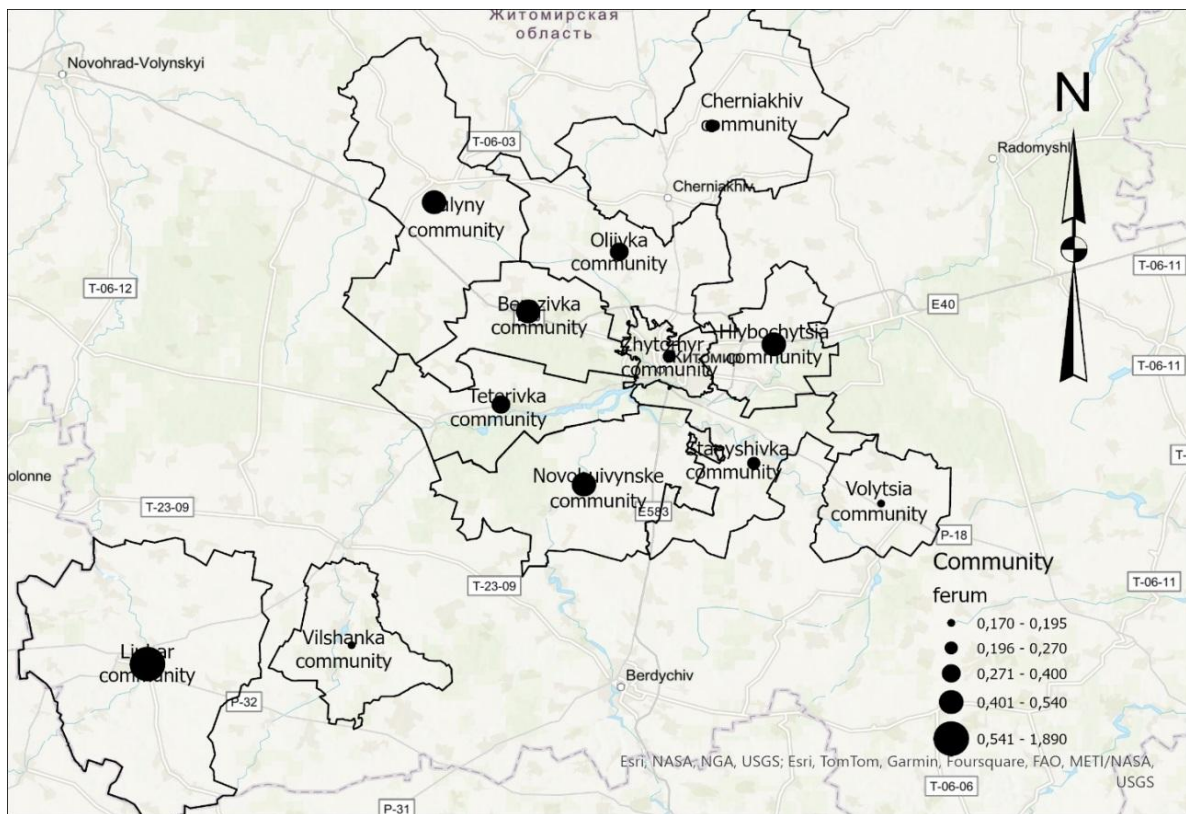 Житомирская
область
Novohrad-Volynskyi
N
Cherniakhiv
community
T-06-03
Radomyshl
Cherniakhiv
community
Olijvka
community
T-06-11
T-06-12
E40
community
Hlybochytsia
community
Zhytomyr
community
T-06-11
Teterivka
community
community
Novohuivynske
community
Volytsia
community
olonne
T-23-09
E583
P-18
T-23-09
Community
ferum
T-06-11
0,170 - 0,195
0,196 - 0,270
0,271 - 0,400
0,401 - 0,540
0,541 - 1,890
Vilshanka
community
community
Berdychiv
P-32
Esri, NASA, NGA, USGS; Esri, TomTom, Garmin, Foursquare, FAO, METI/NASA,
USGS
T-06-06
P-31